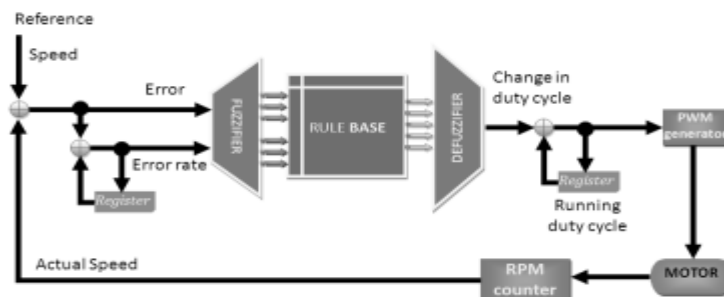 Reference
Speed
Error
Error rate
Register
FUZZIFIER
RULE BASE
DEFUZZIFIER
Change in
duty cycle
Register
Running
duty cycle
PWM
generator
MOTOR
RPM
counter
Actual Speed